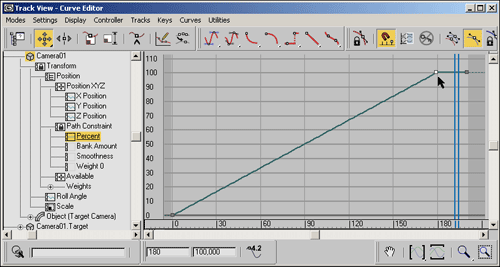 Track View - Curve Editor
Modes Settings Display Controller Tracks Keys Curves Utilities
Camera01
Transform
Position
Position XYZ
X Position
Y Position
Z Position
Path Constraint
Percent
Bank Amount
Smoothness
Weight 0
Available
Weights
Roll Angle
Scale
Object (Target Camera)
Camera01.Target
110
100
90
80
70
60
50
40
30
20
10
0
0 30 60 90 120 150 180
180 100,000 4.2